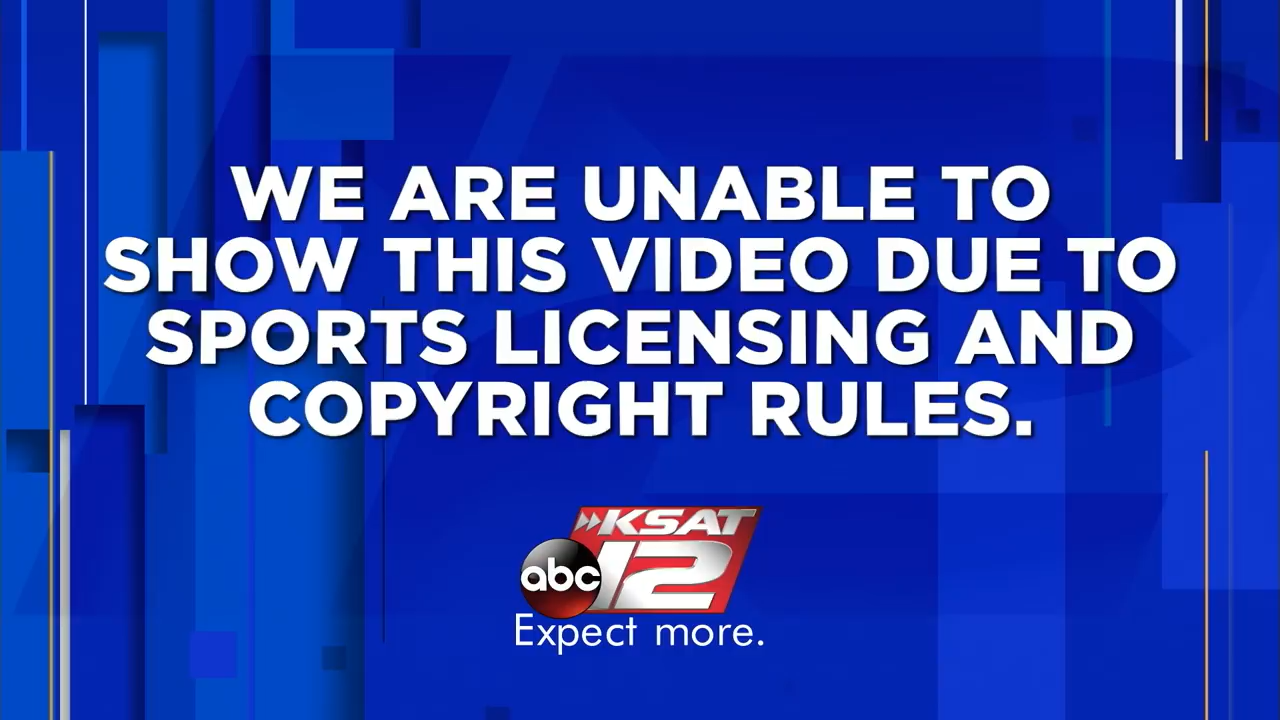 WE ARE UNABLE TO
SHOW THIS VIDEO DUE TO
SPORTS LICENSING AND
COPYRIGHT RULES.
KSAT
abc 12
Expect more.